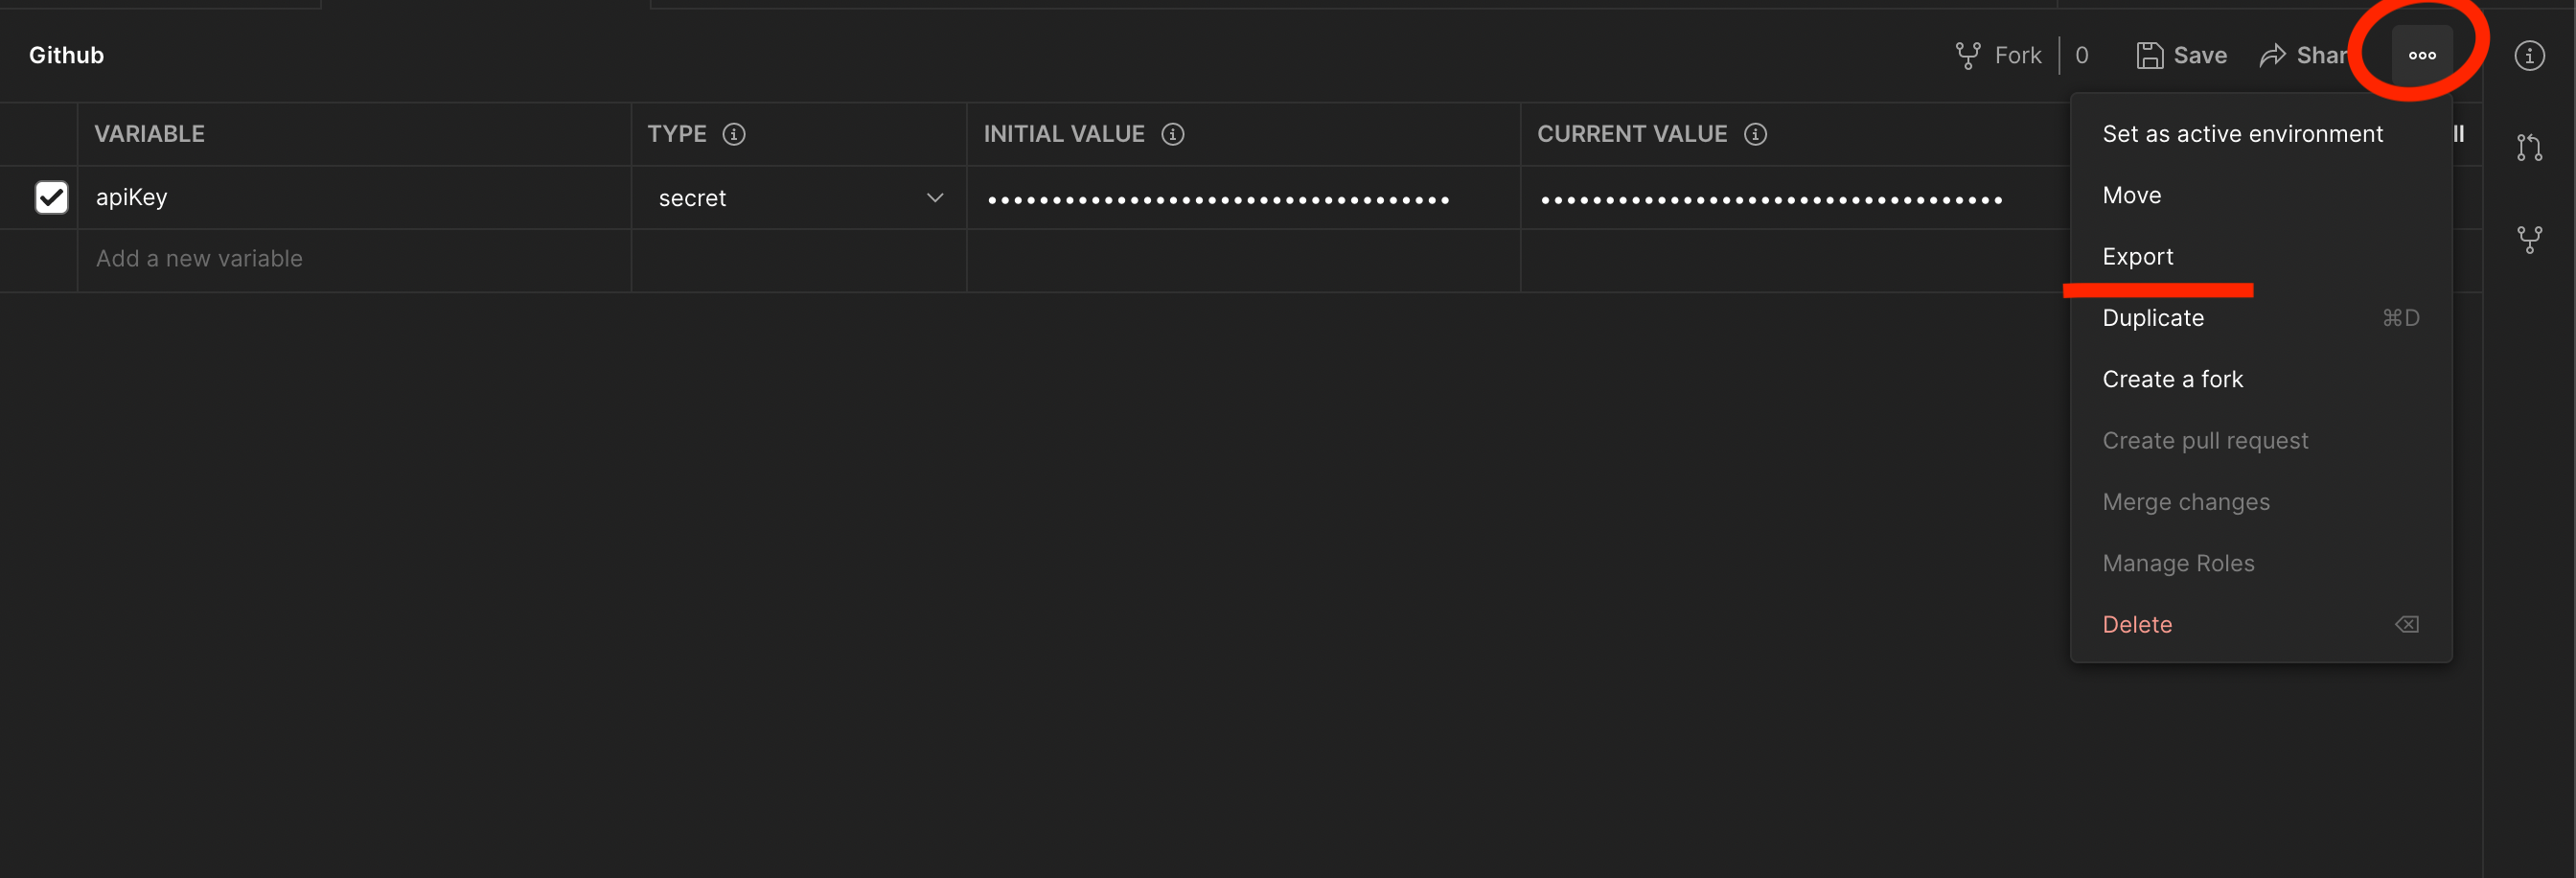 Github
Fork 0 Save Shar
VARIABLE TYPE INITIAL VALUE CURRENT VALUE
apiKey secret
Add a new variable
Set as active environment
Move
Export
Duplicate ⌘D
Create a fork
Create pull request
Merge changes
Manage Roles
Delete